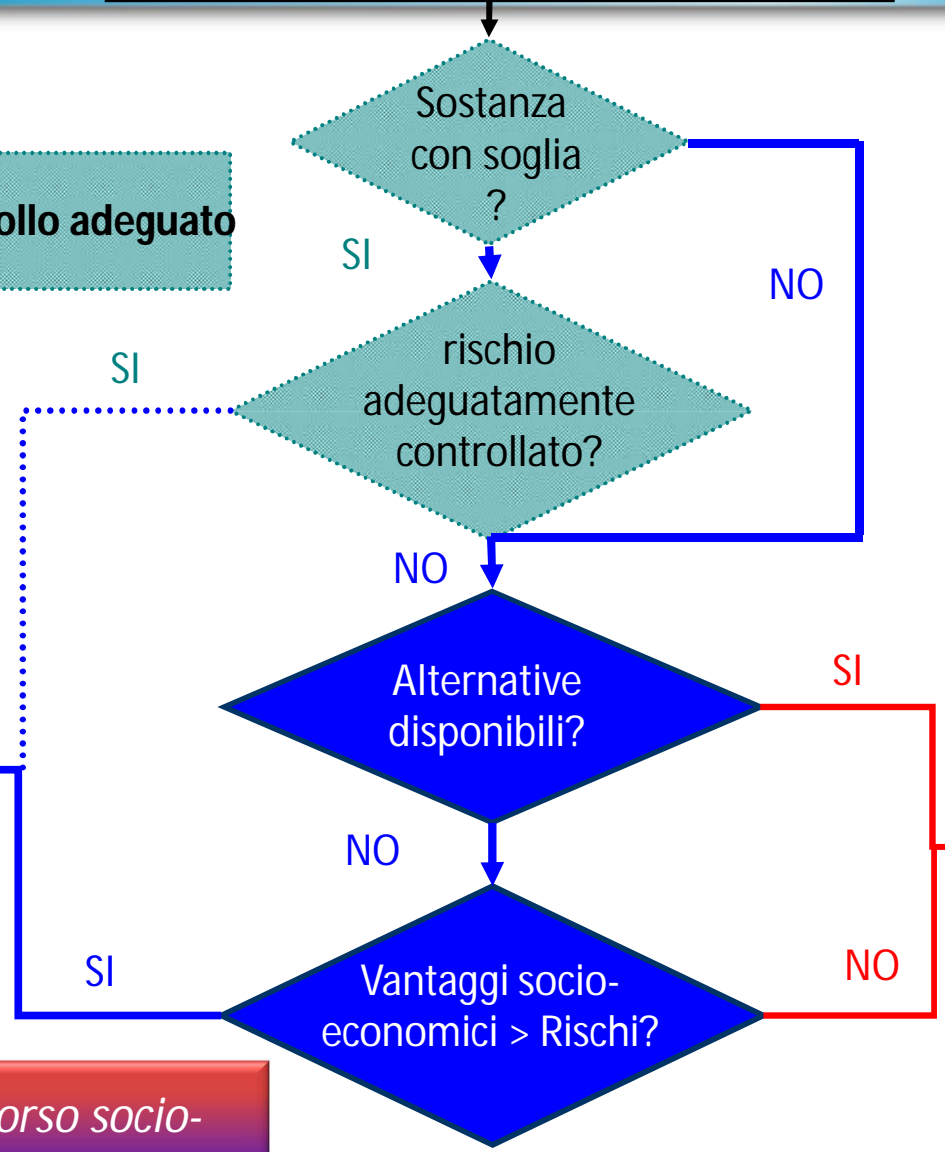 Sostanza
con soglia
?
ollo adeguato
SI
NO
rischio
adeguatamente
controllato?
SI
NO
Alternative
disponibili?
SI
NO
Vantaggi socio-
economici > Rischi?
SI
NO
orso socio-